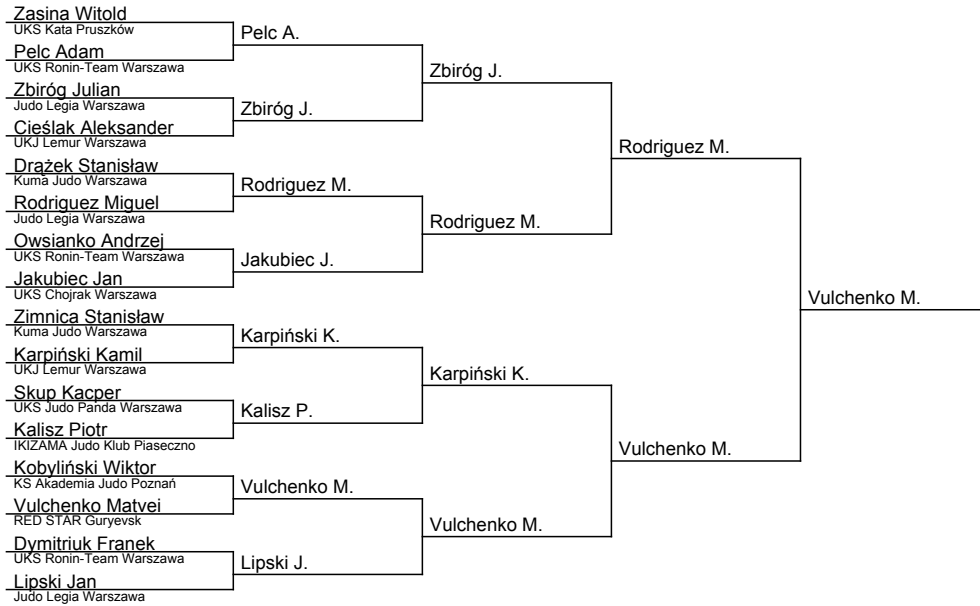 Zasina Witold
UKS Kata Pruszków
Pelc Adam
UKS Ronin-Team Warszawa
Zbiróg Julian
Judo Legia Warszawa
Cieślak Aleksander
UKJ Lemur Warszawa
Drążek Stanisław
Kuma Judo Warszawa
Rodriguez Miguel
Judo Legia Warszawa
Owsianko Andrzej
UKS Ronin-Team Warszawa
Jakubiec Jan
UKS Chojrak Warszawa
Zimnica Stanisław
Kuma Judo Warszawa
Karpiński Kamil
UKJ Lemur Warszawa
Skup Kacper
UKS Judo Panda Warszawa
Kalisz Piotr
IKIZAMA Judo Klub Piaseczno
Kobyliński Wiktor
KS Akademia Judo Poznań
Vulchenko Matvei
RED STAR Guryevsk
Dymitriuk Franek
UKS Ronin-Team Warszawa
Lipski Jan
Judo Legia Warszawa
Pelc A.
Zbiróg J.
Rodriguez M.
Jakubiec J.
Karpiński K.
Kalisz P.
Vulchenko M.
Lipski J.
Zbiróg J.
Rodriguez M.
Karpiński K.
Vulchenko M.
Rodriguez M.
Vulchenko M.
Vulchenko M.